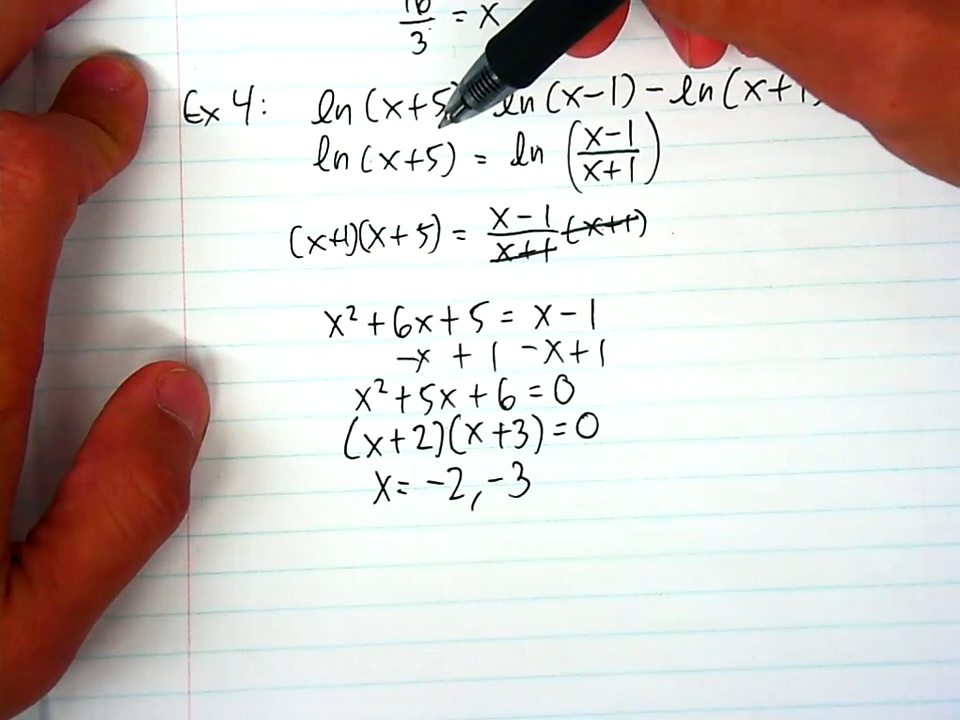 /3 = x
Ex 4: ln (x+5) ln (x-1) - ln (x+1
ln (x+5) = ln (x-1/x+1)
(x+1)(x+5) = x-1/x+1 (x+1)
x² + 6x + 5 = x - 1
-x + 1 -x + 1
x² + 5x + 6 = 0
(x+2)(x+3) = 0
x = -2, -3